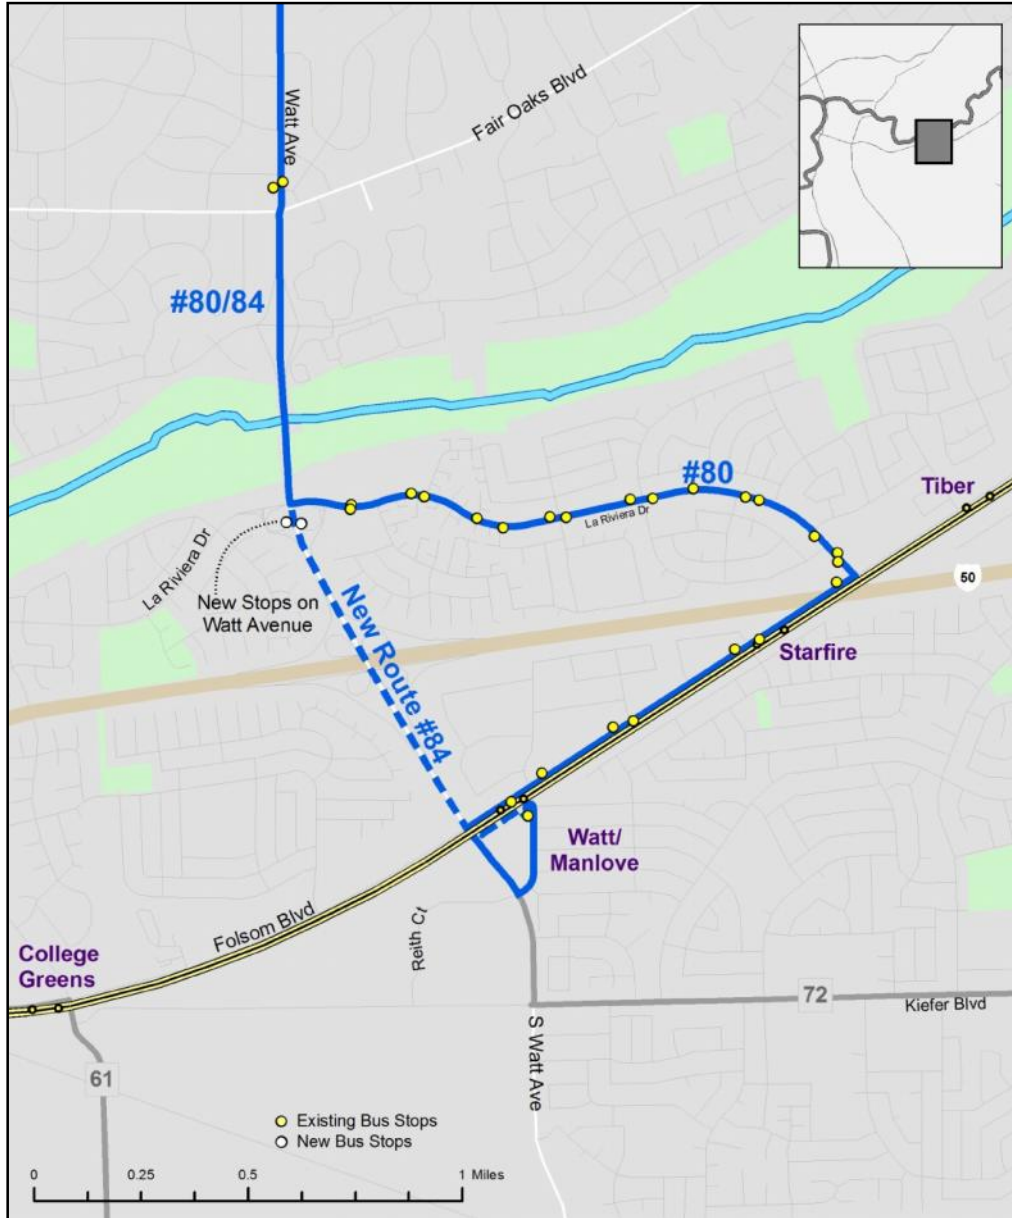 Watt Ave
Fair Oaks Blvd
#80/84
#80
Tiber
La Riviera Dr
La Riviera Dr
50
New Stops on
Watt Avenue
New Route #84
Starfire
Watt/
Manlove
Folsom Blvd
Reith Ct
College
Greens
72
Kiefer Blvd
S Watt Ave
61
Existing Bus Stops
New Bus Stops
0 0.25 0.5 1 Miles